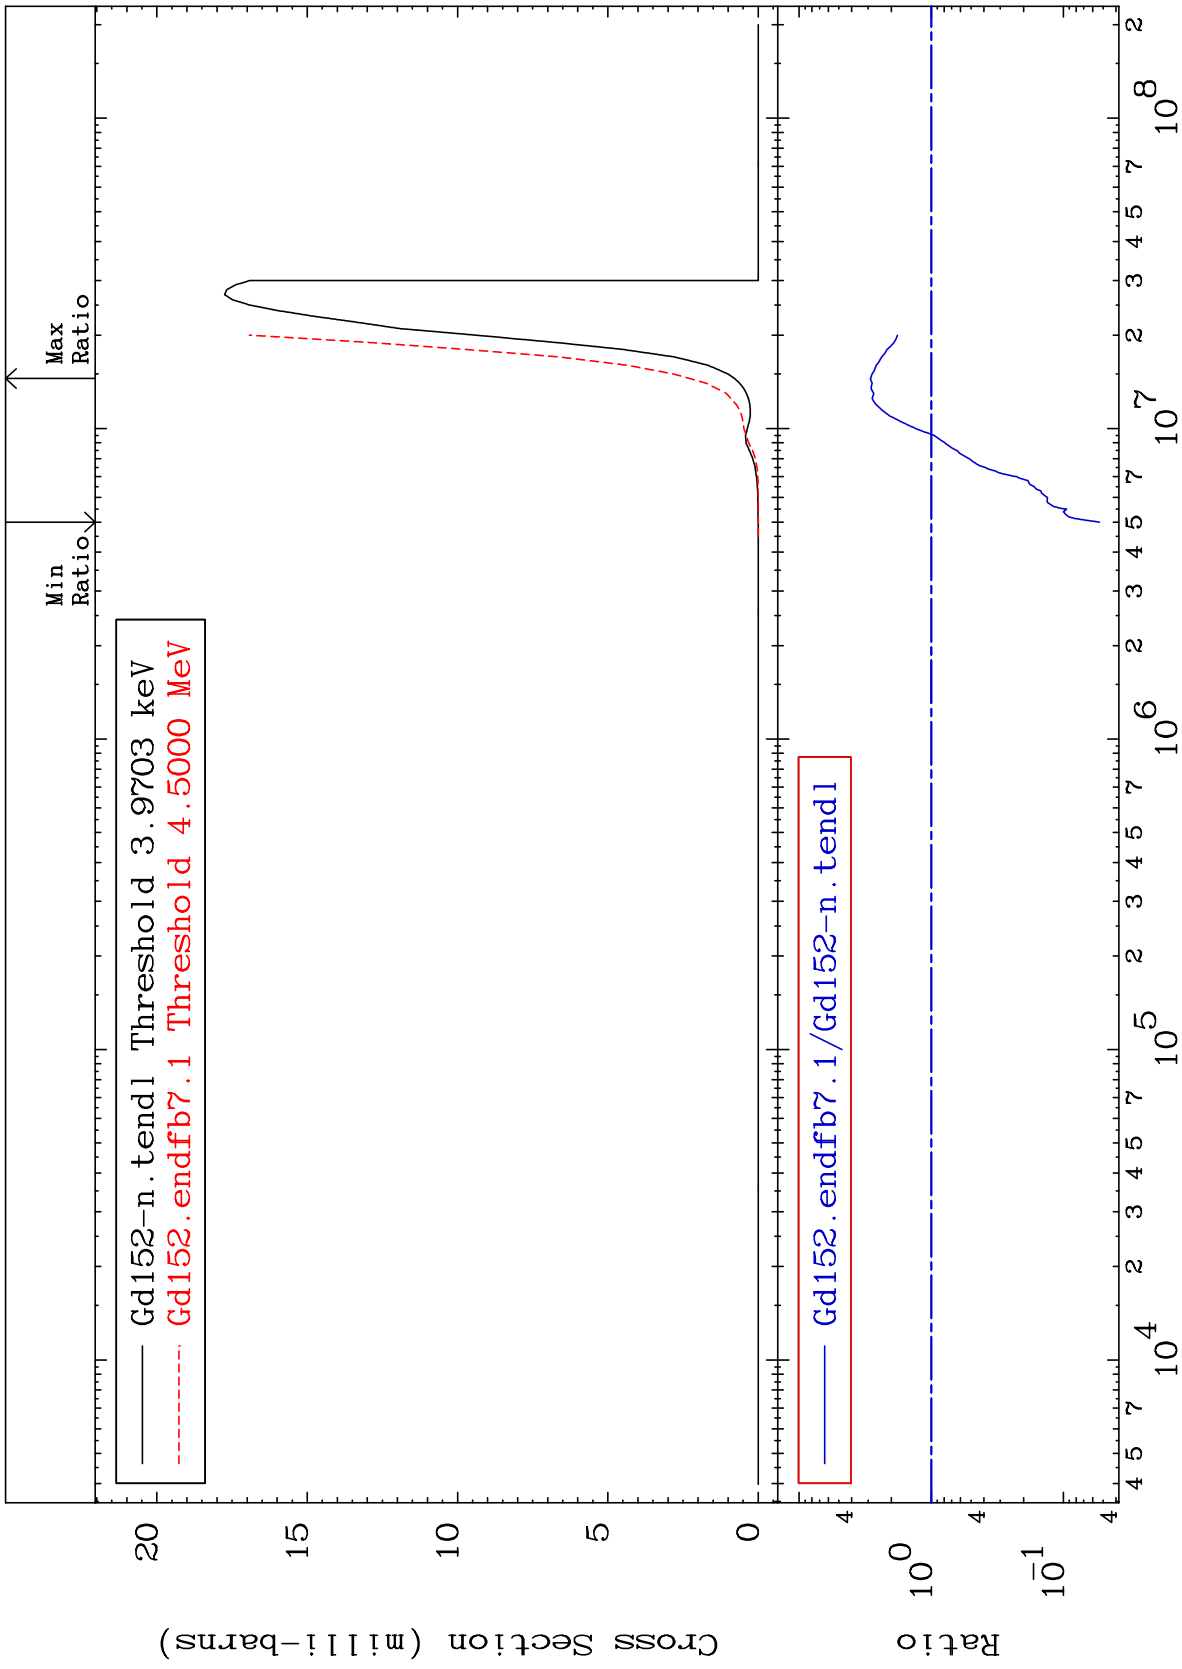 Min
Ratio
Max
Ratio
Cross Section (milli-barns)
20
15
10
5
0
Gd152-n.tendl Threshold 3.9703 keV
Gd152.endfb7.1 Threshold 4.5000 MeV
Ratio
4
10^0
4
10^-1
4
Gd152.endfb7.1/Gd152-n.tendl
4 5 7 2 3 4 5 7 2 3 4 5 7 2 3 4 5 7 2 3 4 5 7 2
10^4 10^5 10^6 10^7 10^8